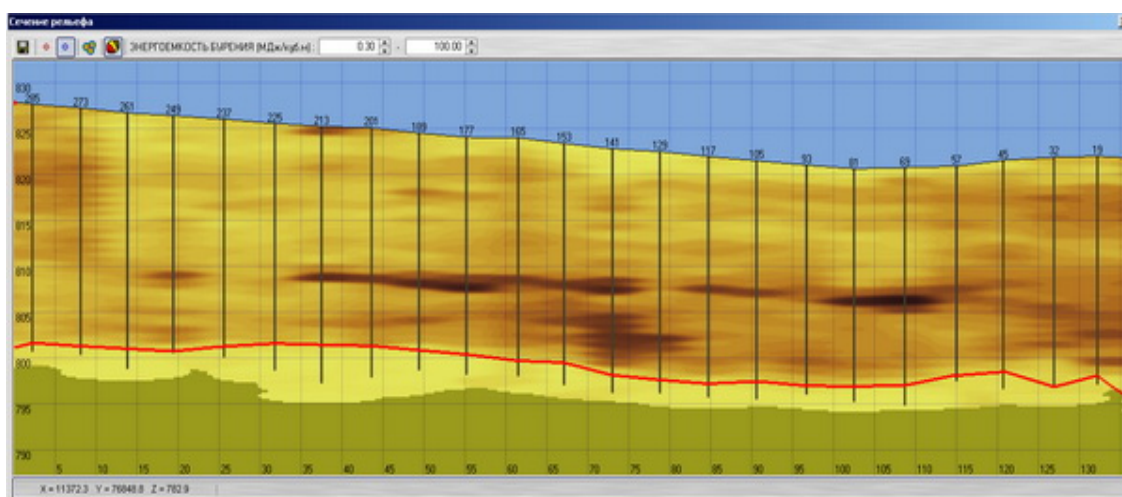 Сечение рельефа
ЭНЕРГОЕМКОСТЬ БУРЕНИЯ (МДж/куб.м) : 0.30 - 100.00
830
285 273 261 249 237 225 213 201 189 177 165 153 141 129 117 105 93 81 69 57 45 32 19
825
820
815
810
805
800
795
790
5 10 15 20 25 30 35 40 45 50 55 60 65 70 75 80 85 90 95 100 105 110 115 120 125 130
X = 11372.3 Y = 76848.8 Z = 782.9